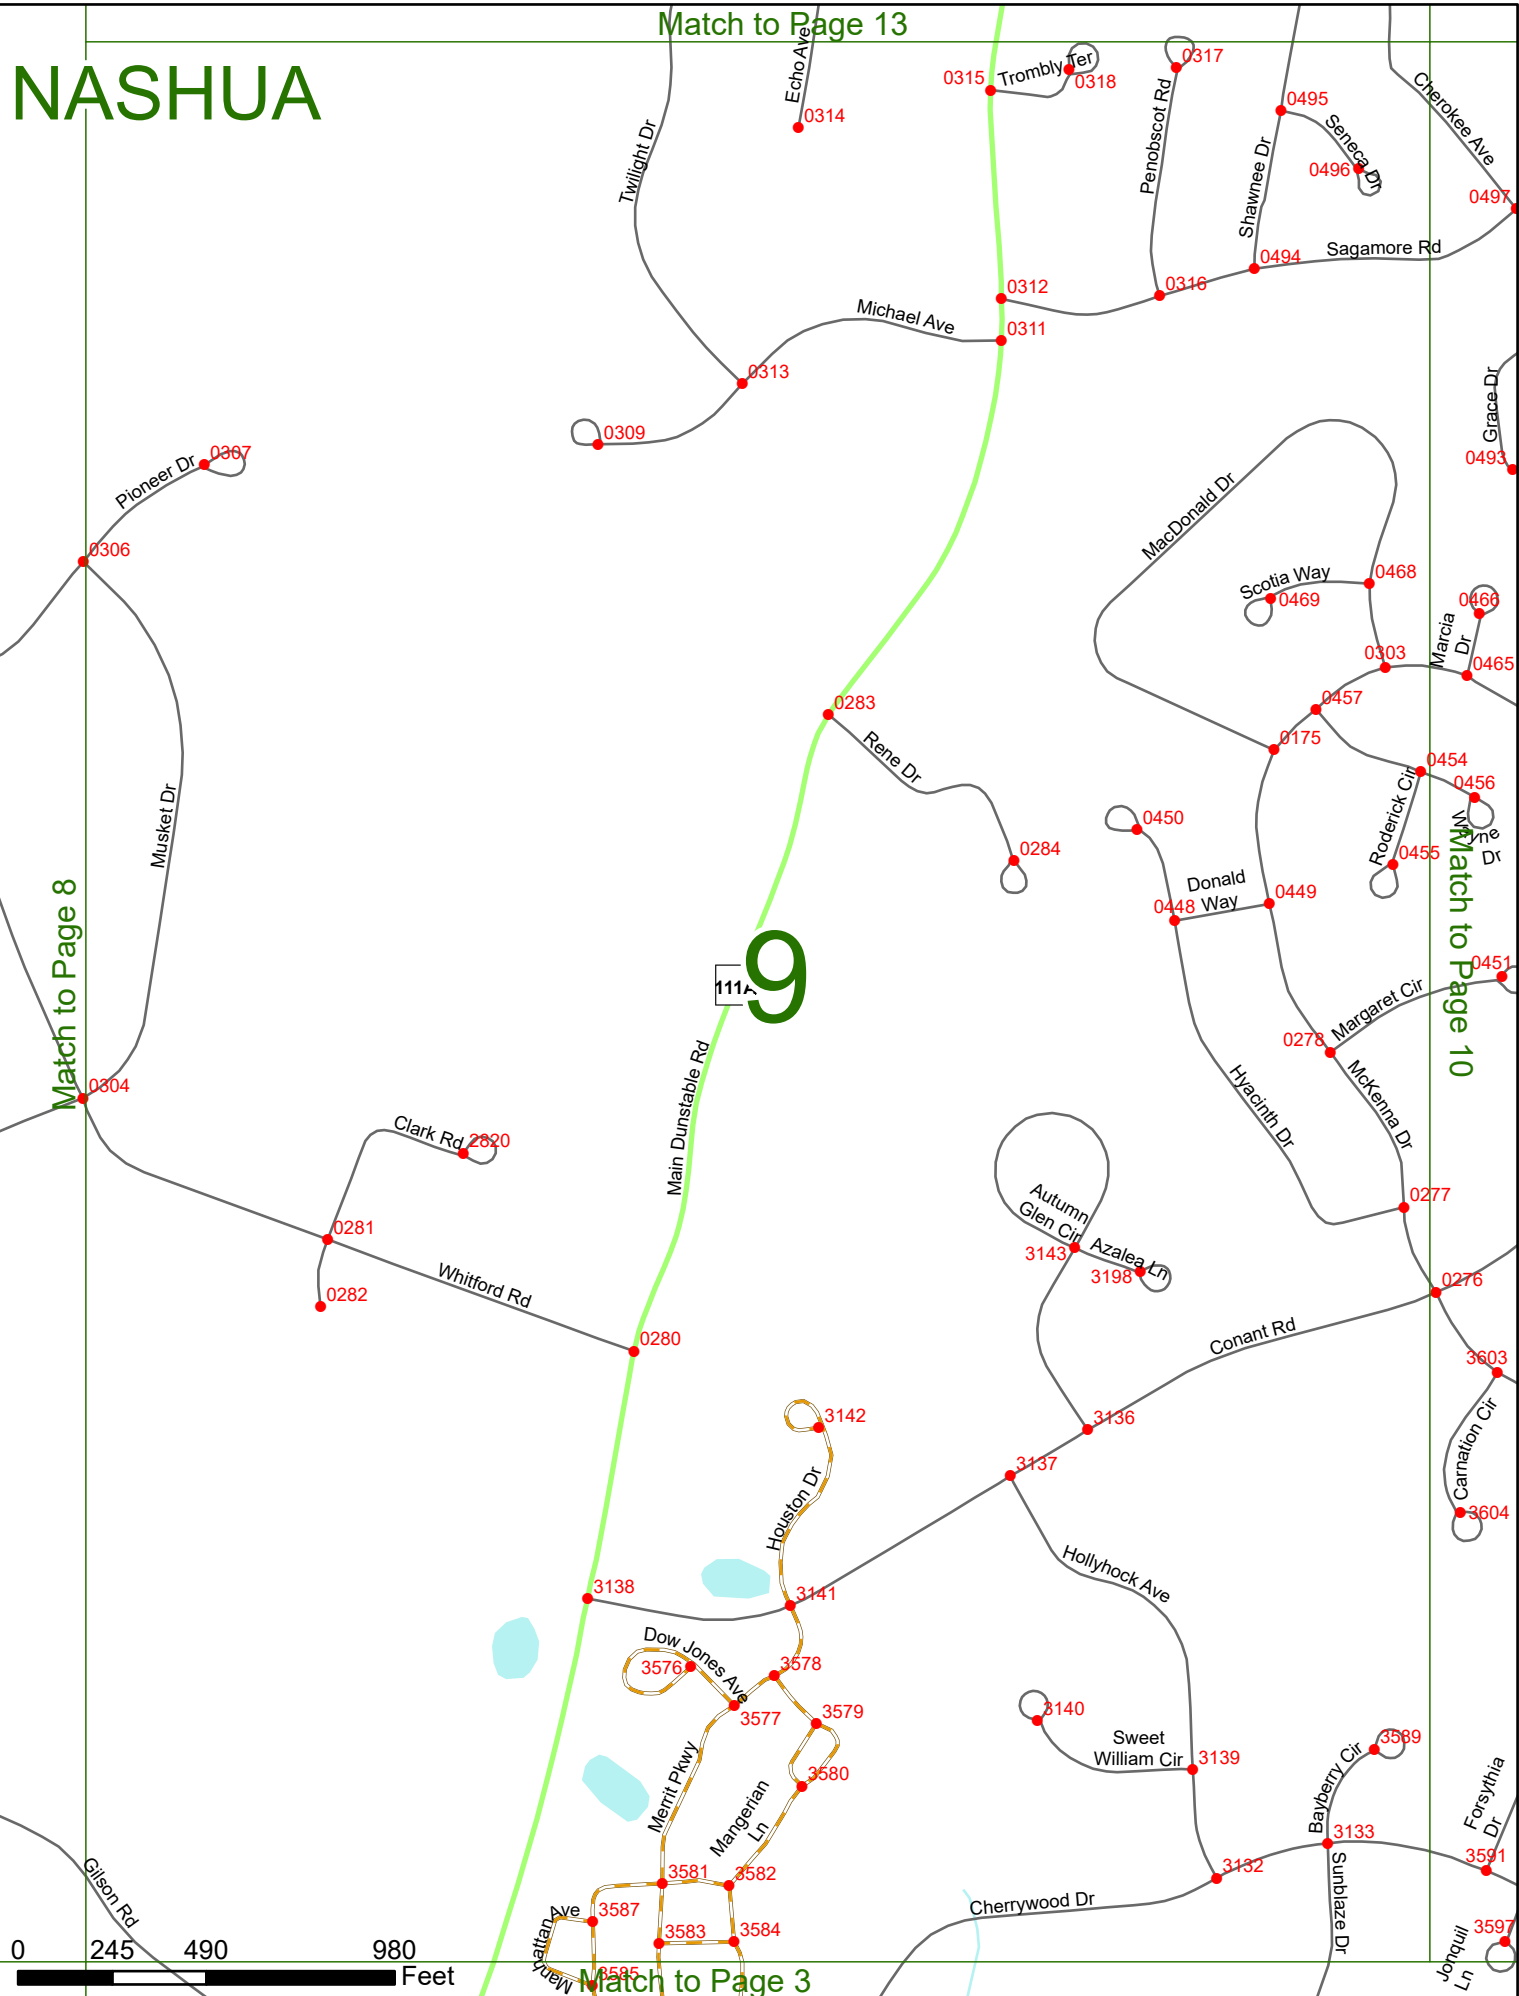 Match to Page 13
NASHUA
Echo Ave
0314
0315
Trombly Ter
0318
0317
Penobscot Rd
0495
Seneca Dr
0496
Shawnee Dr
Cherokee Ave
0497
Twilight Dr
0494
Sagamore Rd
0316
0312
0311
Michael Ave
0313
0309
Grace Dr
0493
0307
Pioneer Dr
0306
MacDonald Dr
Scotia Way
0469
0468
0466
Marcia
Dr
0465
0303
0457
0175
0283
Rene Dr
0284
0454
0456
Wayne
Dr
Roderick Cir
0455
0450
Donald
Way
0448
0449
Musket Dr
Match to Page 8
Match to Page 10
9
111A
0451
Margaret Cir
0278
McKenna Dr
Hyacinth Dr
Main Dunstable Rd
0304
Clark Rd
2820
0281
0282
Whitford Rd
0280
Autumn
Glen Cir
3143
Azalea Ln
3198
0277
0276
Conant Rd
3603
Carnation Cir
3604
3136
3137
3142
Houston Dr
Hollyhock Ave
3138
3141
Dow Jones Ave
3576
3578
3577
3579
3580
3140
Sweet
William Cir
3139
3589
Bayberry Cir
Forsythia
Dr
3133
3591
Merrit Pkwy
Mangerian
Ln
3581
3582
3132
Cherrywood Dr
Sunblaze Dr
Gilson Rd
3587
Manhattan Ave
3583
3584
3597
Jonquil
Ln
0 245 490 980
Feet
3585
Manh
Match to Page 3